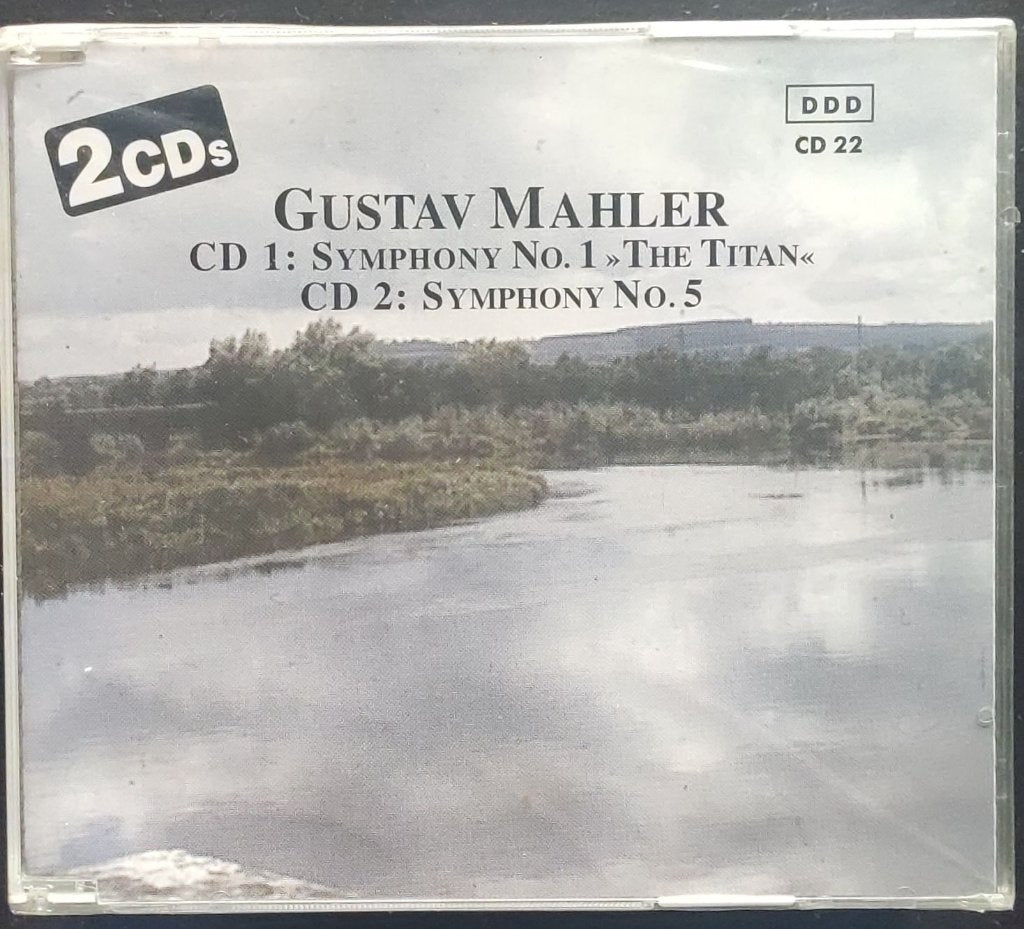 2CDs
DDD
CD 22
GUSTAV MAHLER
CD 1: SYMPHONY NO. 1 »THE TITAN«
CD 2: SYMPHONY NO. 5